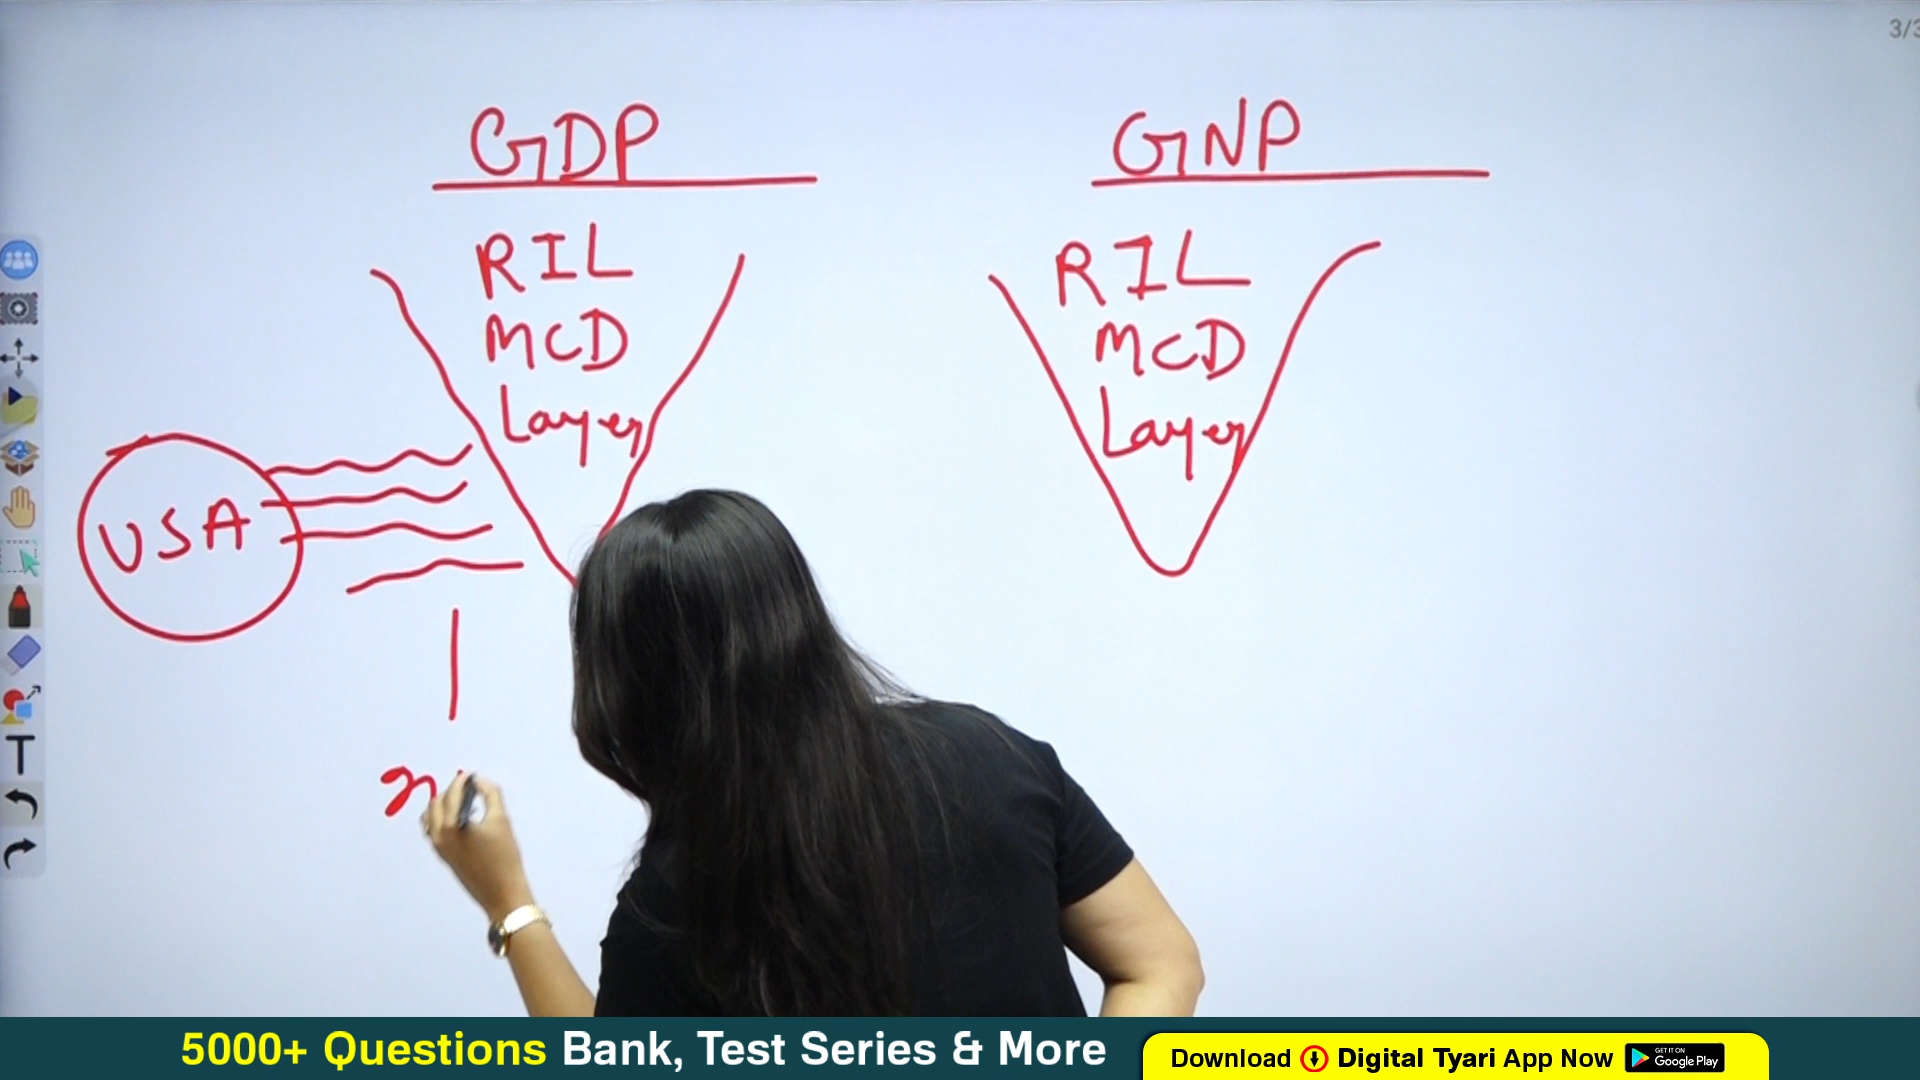 3/3
GDP
GNP
RIL
MCD
Layer
RIL
MCD
Layer
USA
T
5000+ Questions Bank, Test Series & More
Download Digital Tyari App Now
GET IT ON
Google Play